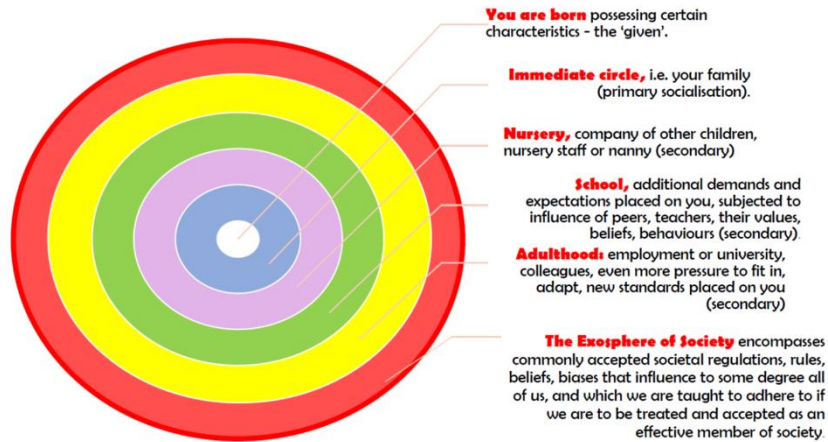 You are born possessing certain
characteristics - the 'given'.
Immediate circle, i.e. your family
(primary socialisation).
Nursery, company of other children,
nursery staff or nanny (secondary)
School, additional demands and
expectations placed on you, subjected to
influence of peers, teachers, their values,
beliefs, behaviours (secondary).
Adulthood: employment or university,
colleagues, even more pressure to fit in,
adapt, new standards placed on you
(secondary)
The Exosphere of Society encompasses
commonly accepted societal regulations, rules,
beliefs, biases that influence to some degree all
of us, and which we are taught to adhere to if
we are to be treated and accepted as an
effective member of society.